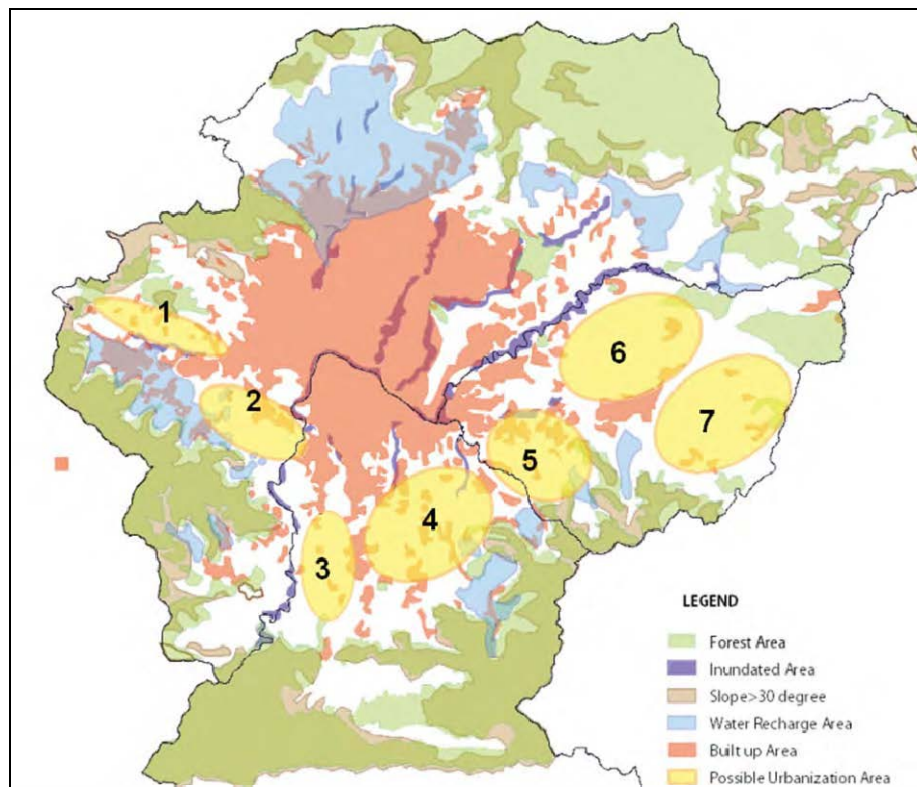 1
2
3
4
5
6
7
LEGEND
Forest Area
Inundated Area
Slope>30 degree
Water Recharge Area
Built up Area
Possible Urbanization Area